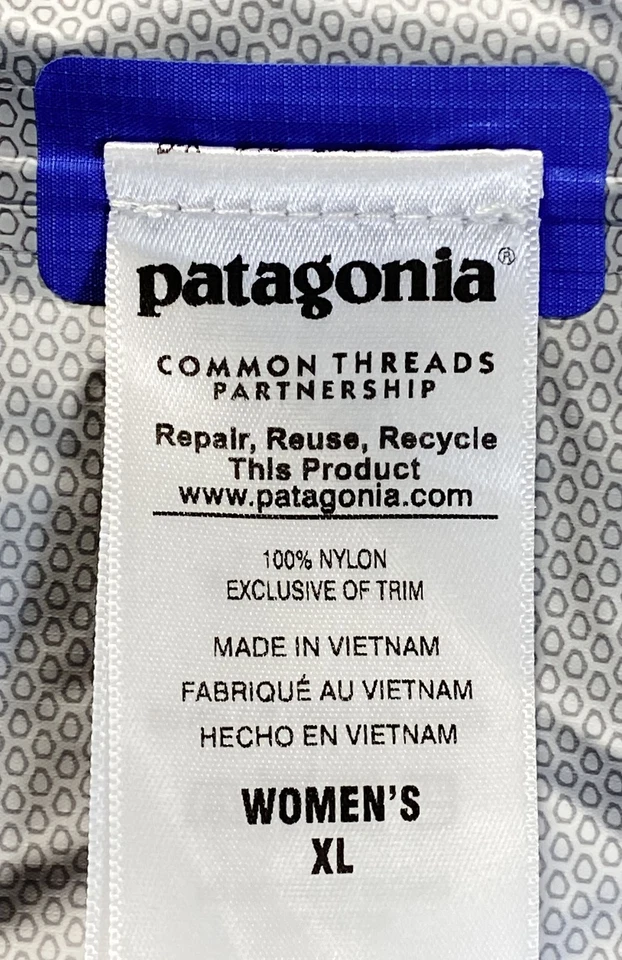 patagonia®
COMMON THREADS
PARTNERSHIP
Repair, Reuse, Recycle
This Product
www.patagonia.com
100% NYLON
EXCLUSIVE OF TRIM
MADE IN VIETNAM
FABRIQUÉ AU VIETNAM
HECHO EN VIETNAM
WOMEN'S
XL